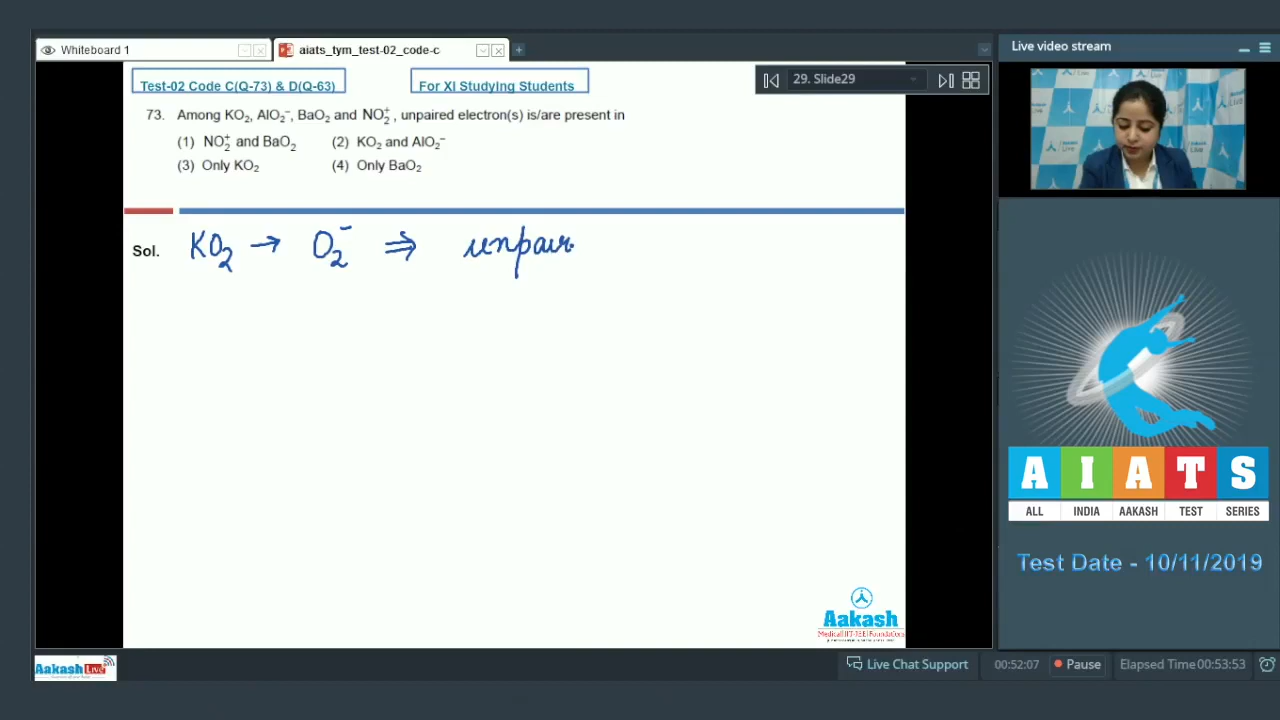 Whiteboard 1
aiats_tym_test-02_code-c
Live video stream
Test-02 Code C(Q-73) & D(Q-63)
For XI Studying Students
29. Slide29
73. Among KO₂, AlO₂⁻, BaO₂ and NO₂⁺, unpaired electron(s) is/are present in
(1) NO₂⁺ and BaO₂ (2) KO₂ and AlO₂⁻
(3) Only KO₂ (4) Only BaO₂
Sol. KO₂ → O₂⁻ ⇒ unpair
A I A T S
ALL INDIA AAKASH TEST SERIES
Test Date - 10/11/2019
Aakash
Medical|IIT-JEE|Foundations
Aakash Live
Live Chat Support
00:52:07
Pause
Elapsed Time 00:53:53